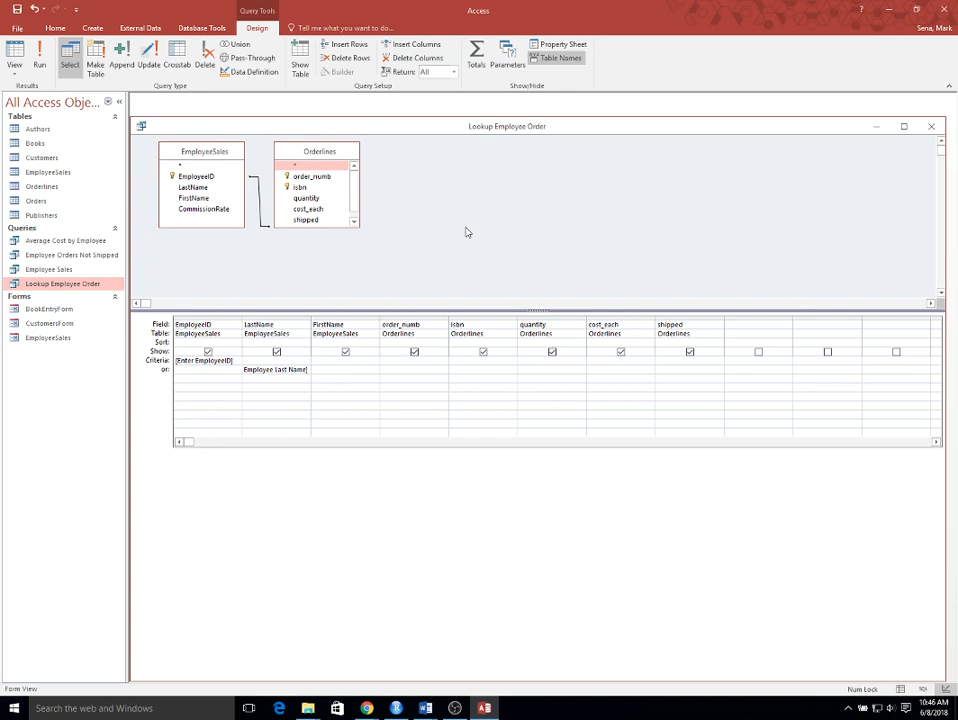 Query Tools
Access
File
Home
Create
External Data
Database Tools
Design
Tell me what you want to do...
Sena, Mark
View
Run
Select
Make Table
Append
Update
Crosstab
Delete
Union
Pass-Through
Data Definition
Show Table
Insert Rows
Delete Rows
Builder
Insert Columns
Delete Columns
Return: All
Totals
Parameters
Property Sheet
Table Names
Results
Query Type
Query Setup
Show/Hide
All Access Obje...
Tables
Authors
Books
Customers
EmployeeSales
Orderlines
Orders
Publishers
Queries
Average Cost by Employee
Employee Orders Not Shipped
Employee Sales
Lookup Employee Order
Forms
BookEntryForm
CustomersForm
EmployeeSales
Lookup Employee Order
EmployeeSales
*
EmployeeID
LastName
FirstName
CommissionRate
Orderlines
*
order_numb
isbn
quantity
cost_each
shipped
Field: EmployeeID LastName FirstName order_numb isbn quantity cost_each shipped
Table: EmployeeSales EmployeeSales EmployeeSales Orderlines Orderlines Orderlines Orderlines Orderlines
Sort:
Show:
Criteria: [Enter EmployeeID]
or: Employee Last Name]
Form View
Num Lock
Search the web and Windows
10:46 AM
6/8/2018